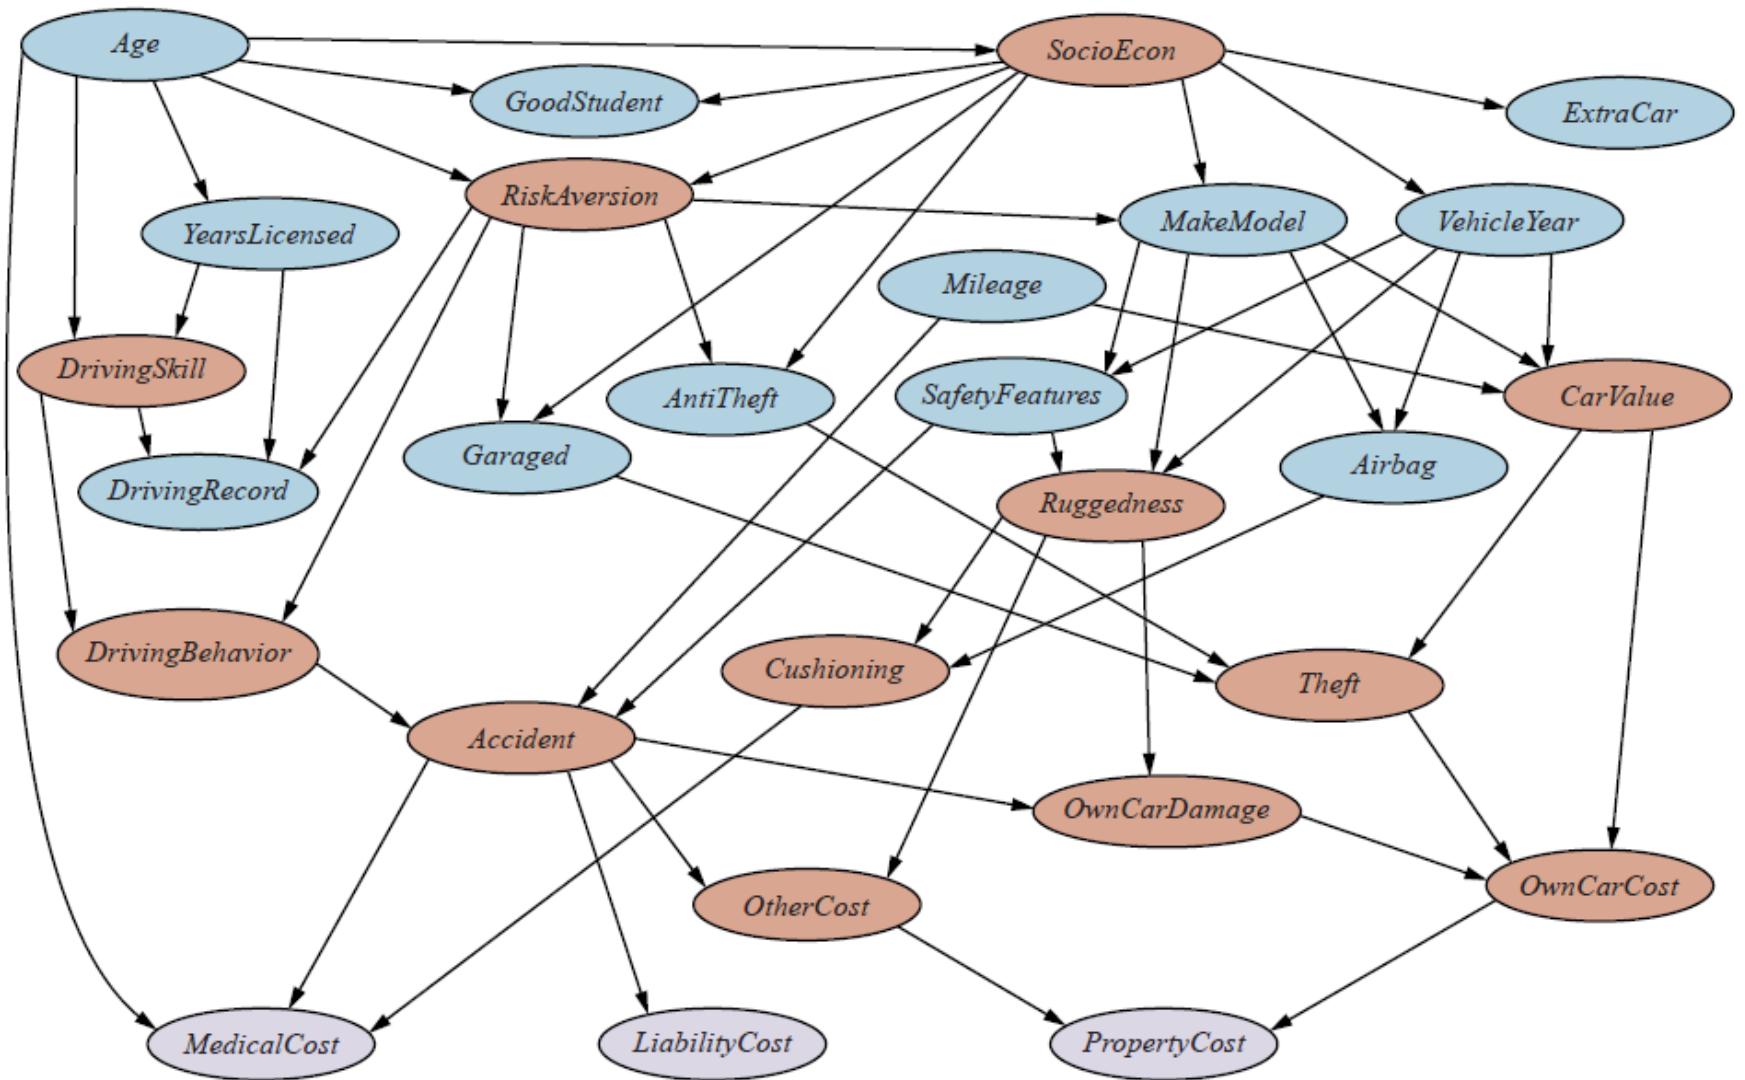 Age
SocioEcon
GoodStudent
ExtraCar
RiskAversion
YearsLicensed
MakeModel
VehicleYear
Mileage
DrivingSkill
AntiTheft
SafetyFeatures
CarValue
Garaged
Airbag
DrivingRecord
Ruggedness
DrivingBehavior
Cushioning
Theft
Accident
OwnCarDamage
OtherCost
OwnCarCost
MedicalCost
LiabilityCost
PropertyCost